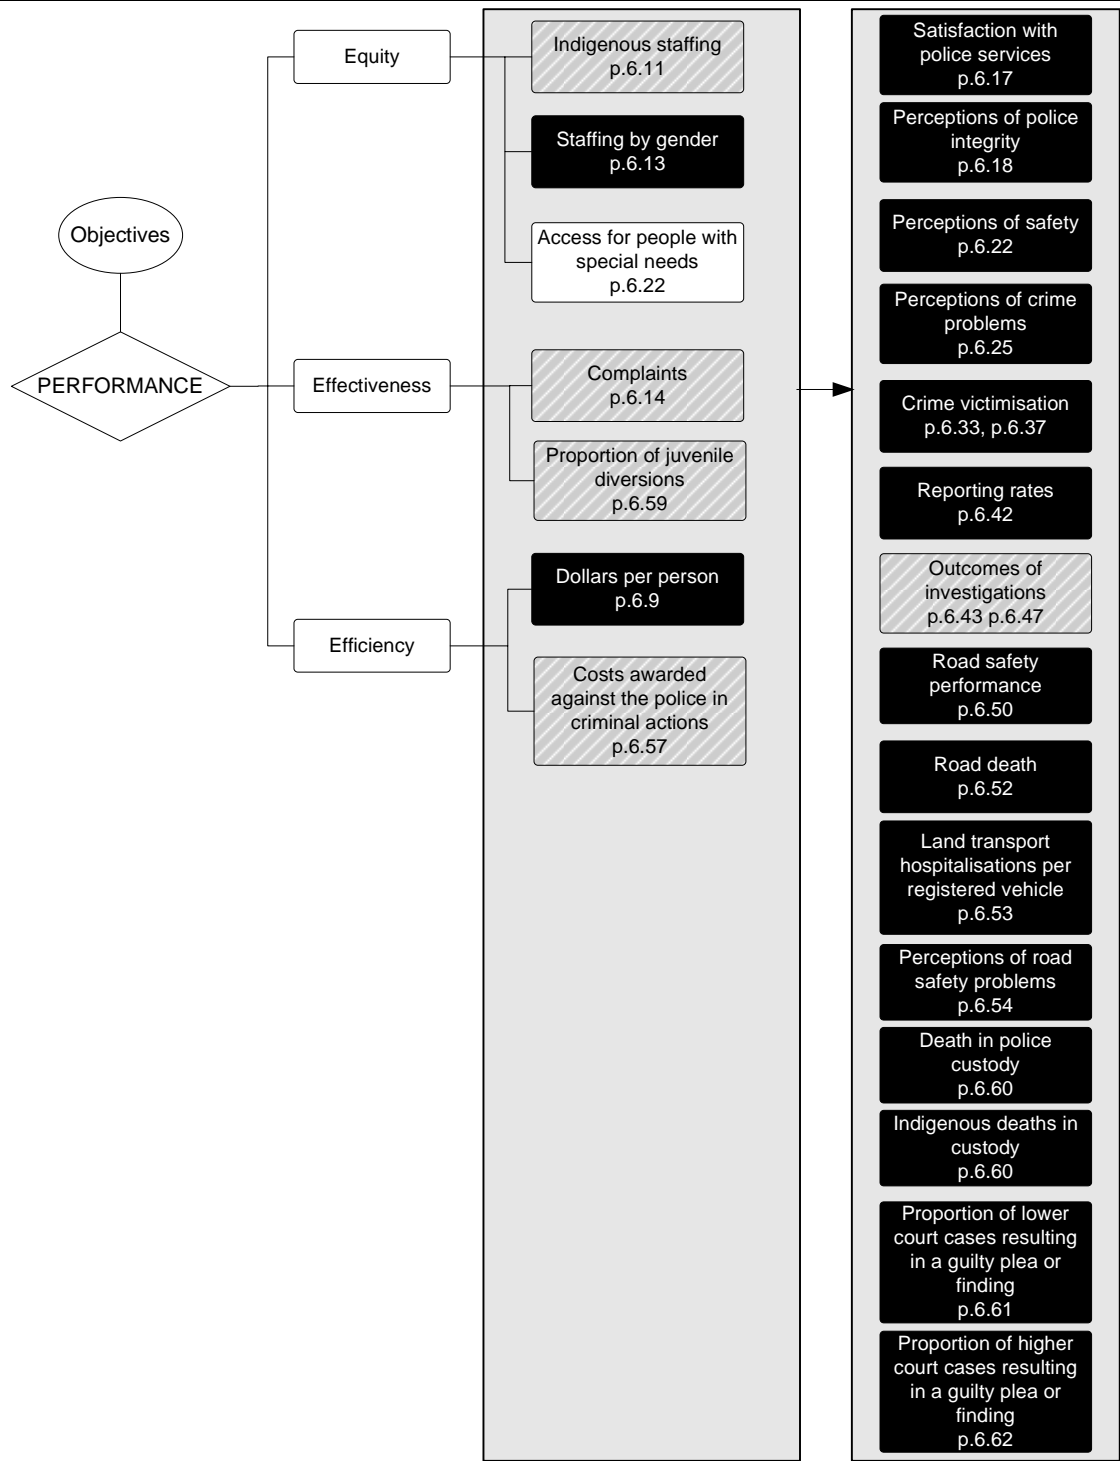 Objectives
PERFORMANCE
Equity
Effectiveness
Efficiency
Indigenous staffing
p.6.11
Staffing by gender
p.6.13
Access for people with
special needs
p.6.22
Complaints
p.6.14
Proportion of juvenile
diversions
p.6.59
Dollars per person
p.6.9
Costs awarded
against the police in
criminal actions
p.6.57
Satisfaction with
police services
p.6.17
Perceptions of police
integrity
p.6.18
Perceptions of safety
p.6.22
Perceptions of crime
problems
p.6.25
Crime victimisation
p.6.33, p.6.37
Reporting rates
p.6.42
Outcomes of
investigations
p.6.43 p.6.47
Road safety
performance
p.6.50
Road death
p.6.52
Land transport
hospitalisations per
registered vehicle
p.6.53
Perceptions of road
safety problems
p.6.54
Death in police
custody
p.6.60
Indigenous deaths in
custody
p.6.60
Proportion of lower
court cases resulting
in a guilty plea or
finding
p.6.61
Proportion of higher
court cases resulting
in a guilty plea or
finding
p.6.62